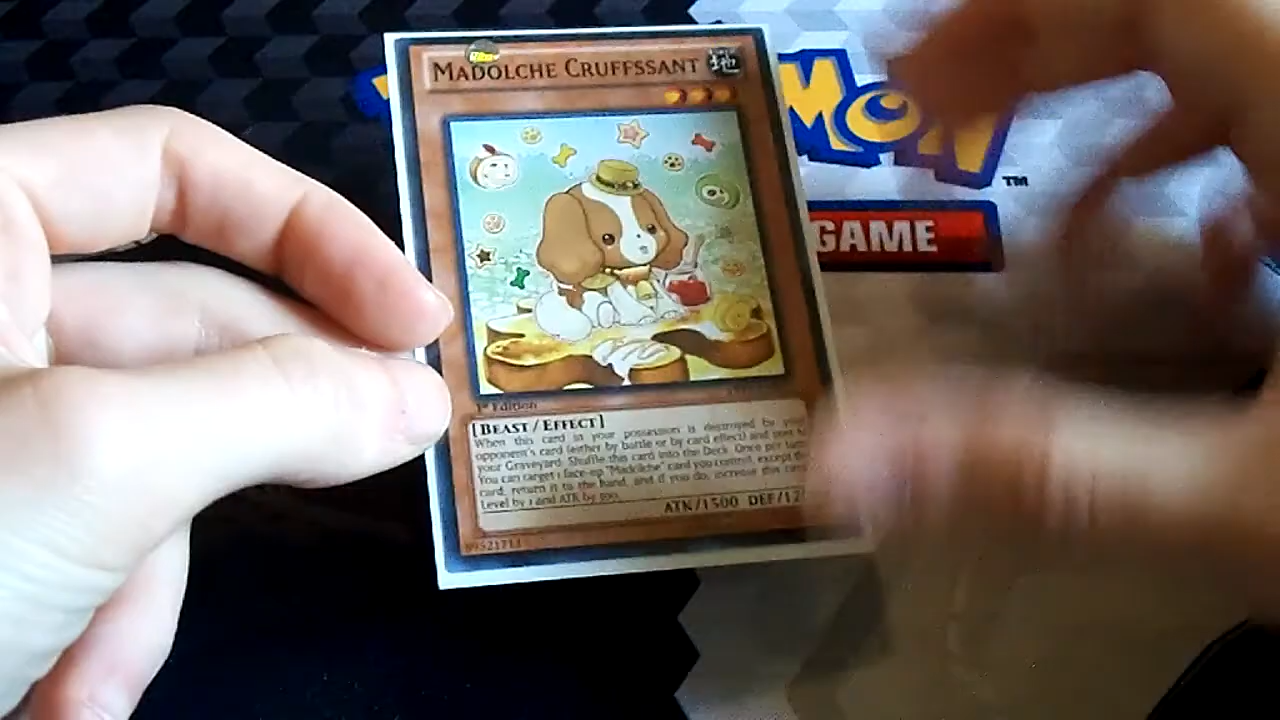 MADOLCHE CRUFFSSANT
MON
TM
GAME
1st Edition
[BEAST / EFFECT]
When this card in your possession is destroyed by your
opponent's card (either by battle or by card effect) and sent to
your Graveyard: Shuffle this card into the Deck. Once per turn:
You can target 1 face-up "Madolche" card you control, except this
card; return it to the hand, and if you do, increase this card's
Level by 1 and ATK by 300.
ATK/1500 DEF/12